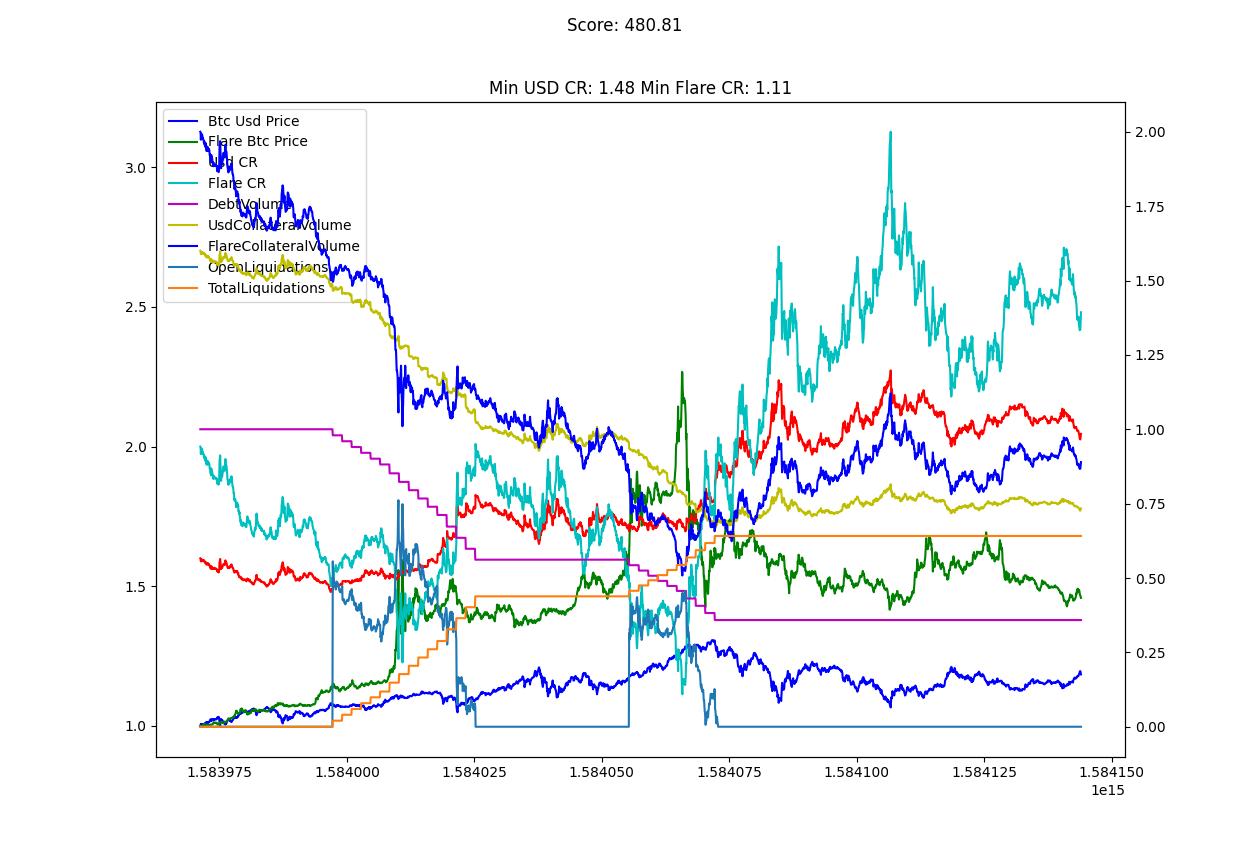 Score: 480.81
Min USD CR: 1.48 Min Flare CR: 1.11
Btc Usd Price
Flare Btc Price
Usd CR
Flare CR
DebtVolume
UsdCollateralVolume
FlareCollateralVolume
OpenLiquidations
TotalLiquidations
3.0
2.5
2.0
1.5
1.0
2.00
1.75
1.50
1.25
1.00
0.75
0.50
0.25
0.00
1.583975 1.584000 1.584025 1.584050 1.584075 1.584100 1.584125 1.584150
1e15